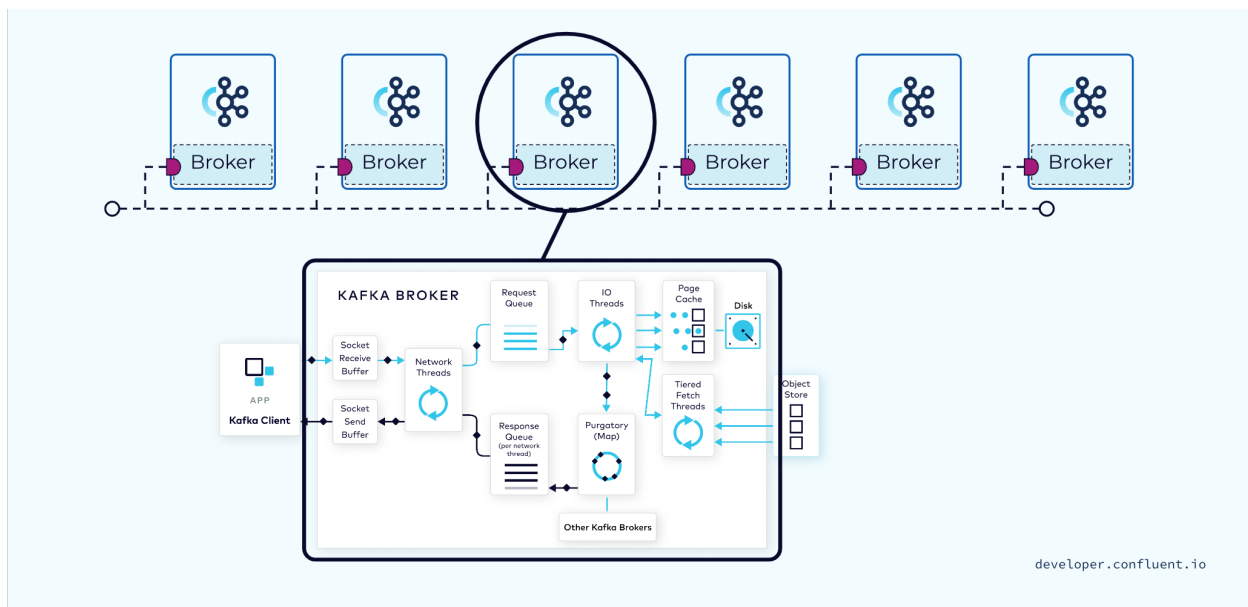 Broker
Broker
Broker
Broker
Broker
Broker
KAFKA BROKER
Request
Queue
IO
Threads
Page
Cache
Disk
Socket
Receive
Buffer
Network
Threads
APP
Kafka Client
Socket
Send
Buffer
Response
Queue
(per network
thread)
Purgatory
(Map)
Tiered
Fetch
Threads
Object
Store
Other Kafka Brokers
developer.confluent.io